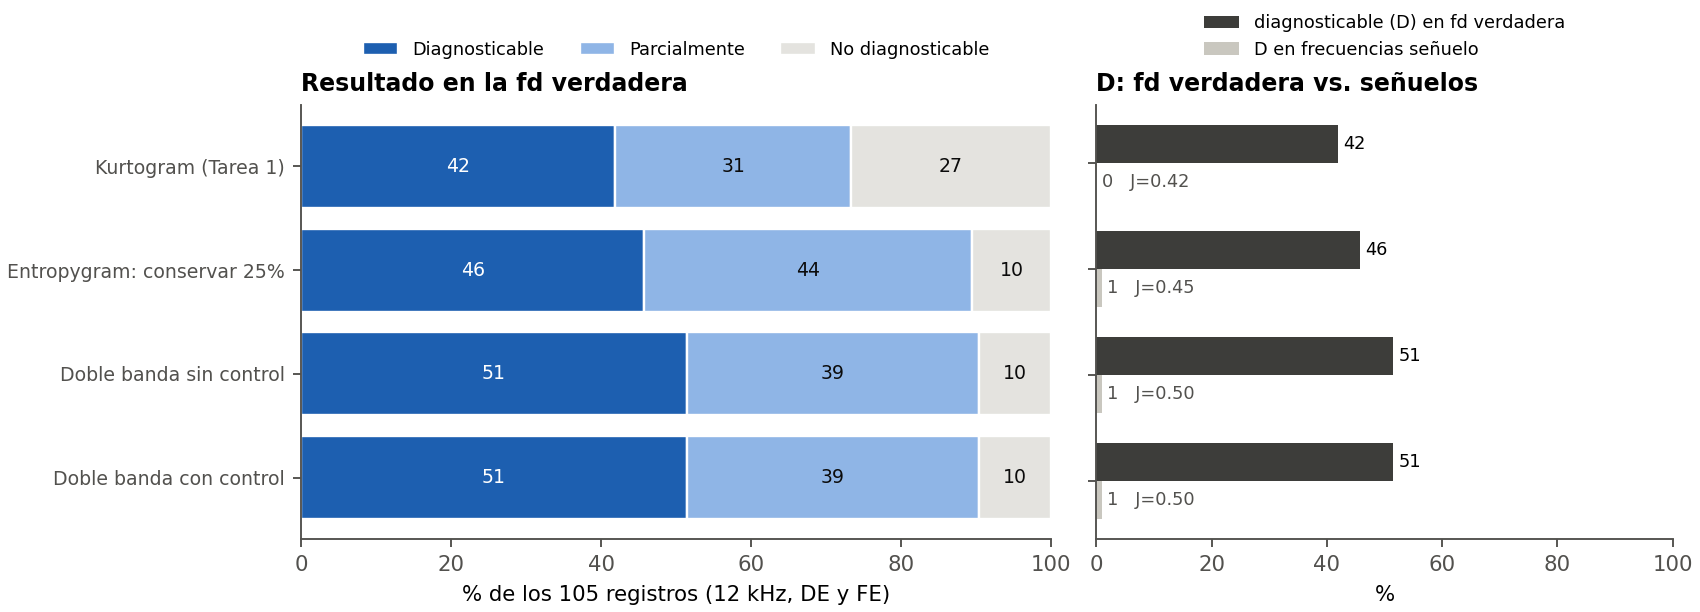 Diagnosticable Parcialmente No diagnosticable
Resultado en la fd verdadera
Kurtogram (Tarea 1) 42 31 27
Entropygram: conservar 25% 46 44 10
Doble banda sin control 51 39 10
Doble banda con control 51 39 10
0 20 40 60 80 100
% de los 105 registros (12 kHz, DE y FE)
diagnosticable (D) en fd verdadera
D en frecuencias señuelo
D: fd verdadera vs. señuelos
42
0 J=0.42
46
1 J=0.45
51
1 J=0.50
51
1 J=0.50
0 20 40 60 80 100
%